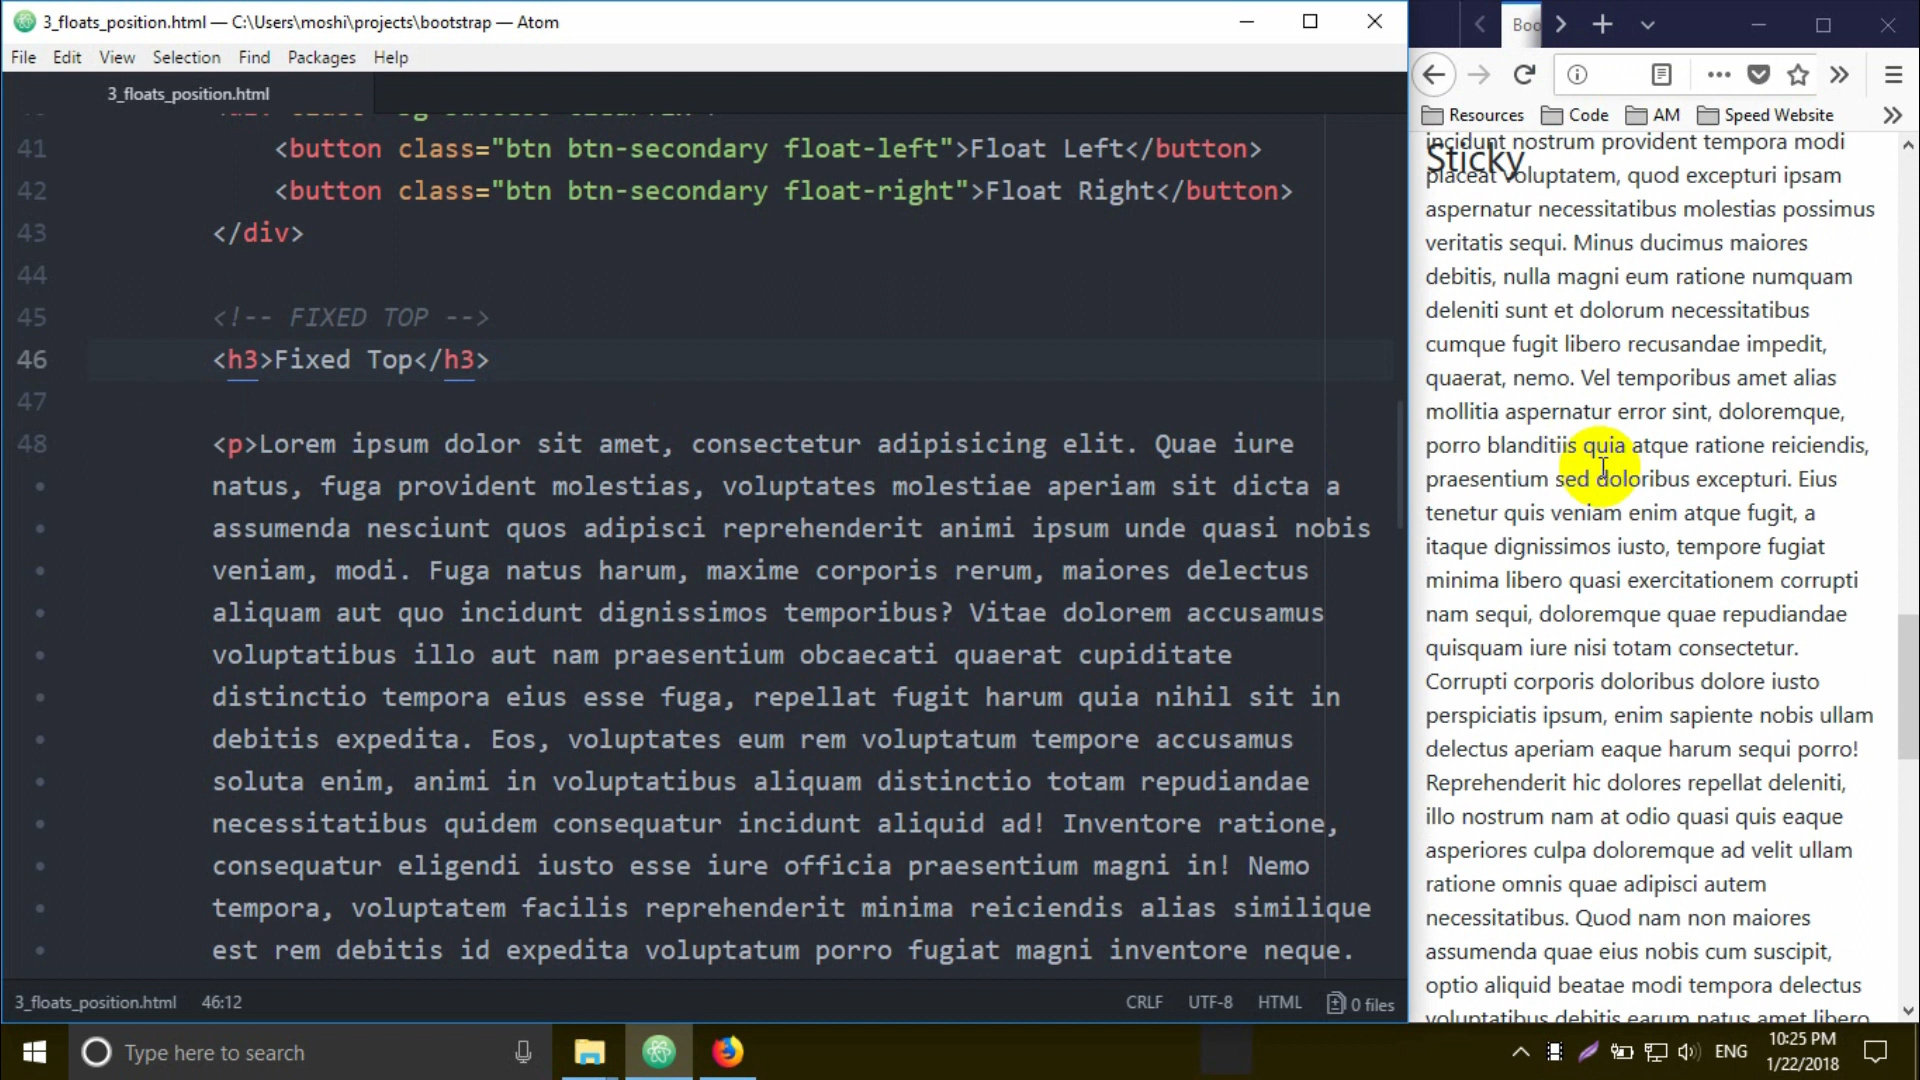 3_floats_position.html — C:\Users\moshi\projects\bootstrap — Atom
File Edit View Selection Find Packages Help
3_floats_position.html
41 <button class="btn btn-secondary float-left">Float Left</button>
42 <button class="btn btn-secondary float-right">Float Right</button>
43 </div>
44
45 <!-- FIXED TOP -->
46 <h3>Fixed Top</h3>
47
48 <p>Lorem ipsum dolor sit amet, consectetur adipisicing elit. Quae iure
natus, fuga provident molestias, voluptates molestiae aperiam sit dicta a
assumenda nesciunt quos adipisci reprehenderit animi ipsum unde quasi nobis
veniam, modi. Fuga natus harum, maxime corporis rerum, maiores delectus
aliquam aut quo incidunt dignissimos temporibus? Vitae dolorem accusamus
voluptatibus illo aut nam praesentium obcaecati quaerat cupiditate
distinctio tempora eius esse fuga, repellat fugit harum quia nihil sit in
debitis expedita. Eos, voluptates eum rem voluptatum tempore accusamus
soluta enim, animi in voluptatibus aliquam distinctio totam repudiandae
necessitatibus quidem consequatur incidunt aliquid ad! Inventore ratione,
consequatur eligendi iusto esse iure officia praesentium magni in! Nemo
tempora, voluptatem facilis reprehenderit minima reiciendis alias similique
est rem debitis id expedita voluptatum porro fugiat magni inventore neque.
3_floats_position.html 46:12 CRLF UTF-8 HTML 0 files
Boo
Resources Code AM Speed Website
Sticky
incidunt nostrum provident tempora modi
placeat voluptatem, quod excepturi ipsam
aspernatur necessitatibus molestias possimus
veritatis sequi. Minus ducimus maiores
debitis, nulla magni eum ratione numquam
deleniti sunt et dolorum necessitatibus
cumque fugit libero recusandae impedit,
quaerat, nemo. Vel temporibus amet alias
mollitia aspernatur error sint, doloremque,
porro blanditiis quia atque ratione reiciendis,
praesentium sed doloribus excepturi. Eius
tenetur quis veniam enim atque fugit, a
itaque dignissimos iusto, tempore fugiat
minima libero quasi exercitationem corrupti
nam sequi, doloremque quae repudiandae
quisquam iure nisi totam consectetur.
Corrupti corporis doloribus dolore iusto
perspiciatis ipsum, enim sapiente nobis ullam
delectus aperiam eaque harum sequi porro!
Reprehenderit hic dolores repellat deleniti,
illo nostrum nam at odio quasi quis eaque
asperiores culpa doloremque ad velit ullam
ratione omnis quae adipisci autem
necessitatibus. Quod nam non maiores
assumenda quae eius nobis cum suscipit,
optio aliquid beatae modi tempora delectus
voluptatibus debitis earum natus amet libero
Type here to search
ENG
10:25 PM
1/22/2018